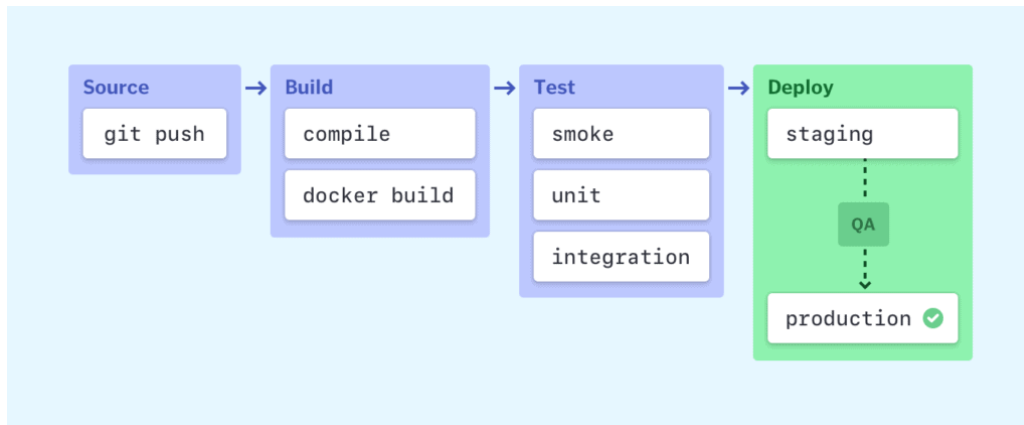 Source
git push
Build
compile
docker build
Test
smoke
unit
integration
Deploy
staging
QA
production